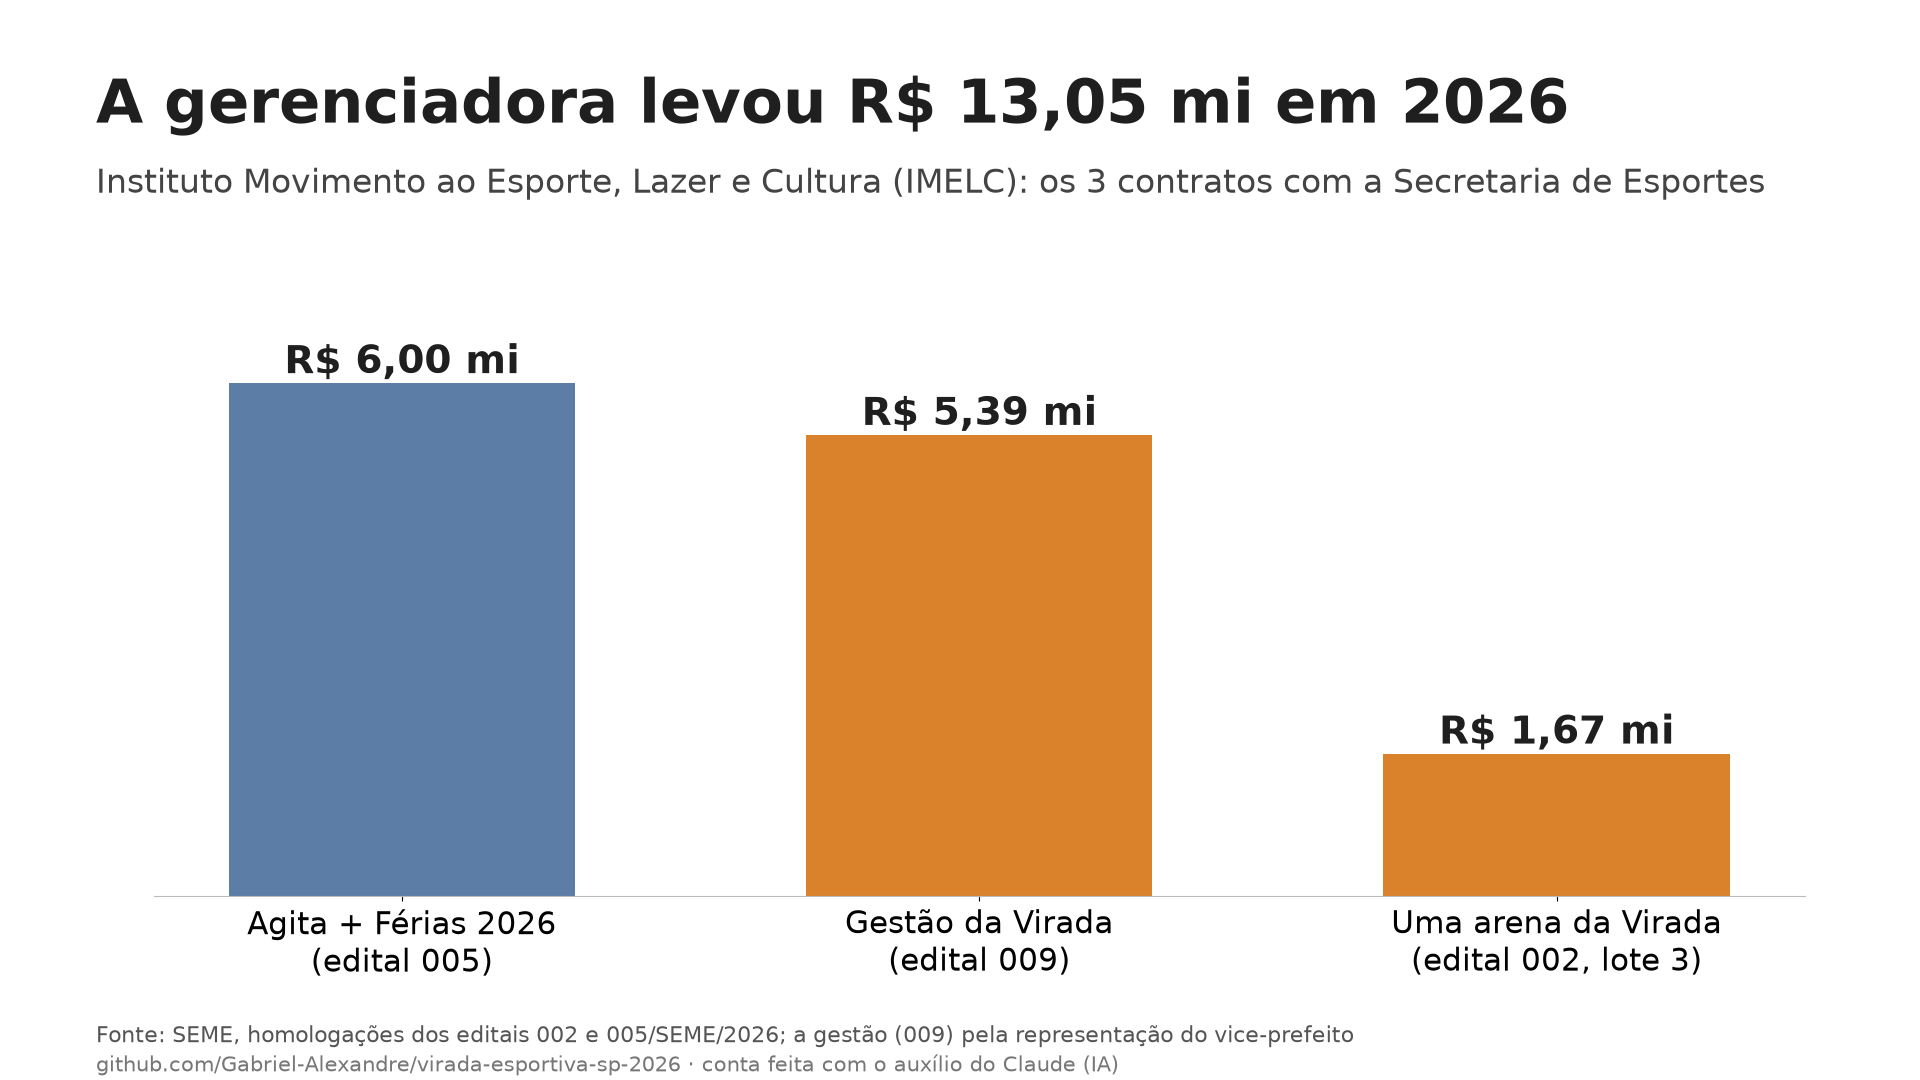 A gerenciadora levou R$ 13,05 mi em 2026
Instituto Movimento ao Esporte, Lazer e Cultura (IMELC): os 3 contratos com a Secretaria de Esportes
R$ 6,00 mi
R$ 5,39 mi
R$ 1,67 mi
Agita + Férias 2026
(edital 005)
Gestão da Virada
(edital 009)
Uma arena da Virada
(edital 002, lote 3)
Fonte: SEME, homologações dos editais 002 e 005/SEME/2026; a gestão (009) pela representação do vice-prefeito
github.com/Gabriel-Alexandre/virada-esportiva-sp-2026 · conta feita com o auxílio do Claude (IA)